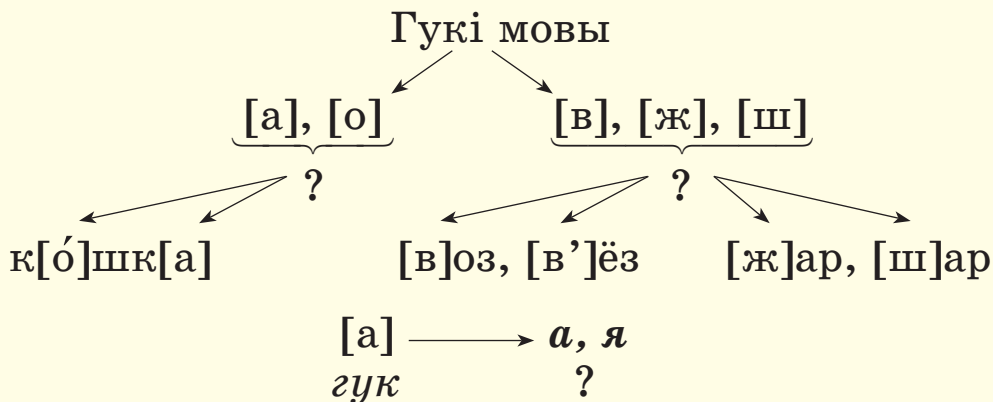 Гукі мовы
[а], [о] [в], [ж], [ш]
? ?
к[о́]шк[а] [в]оз, [в’]ёз [ж]ар, [ш]ар
[а] а, я
гук ?